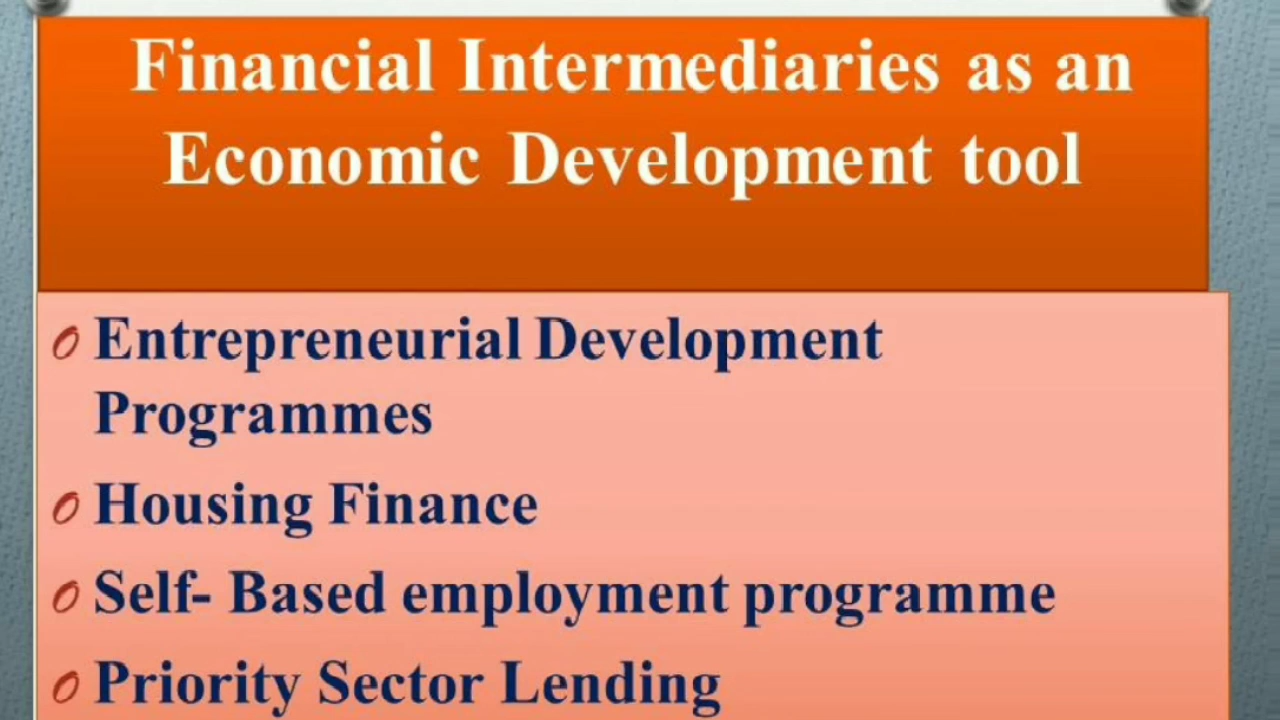 Financial Intermediaries as an
Economic Development tool
Entrepreneurial Development
Programmes
Housing Finance
Self- Based employment programme
Priority Sector Lending